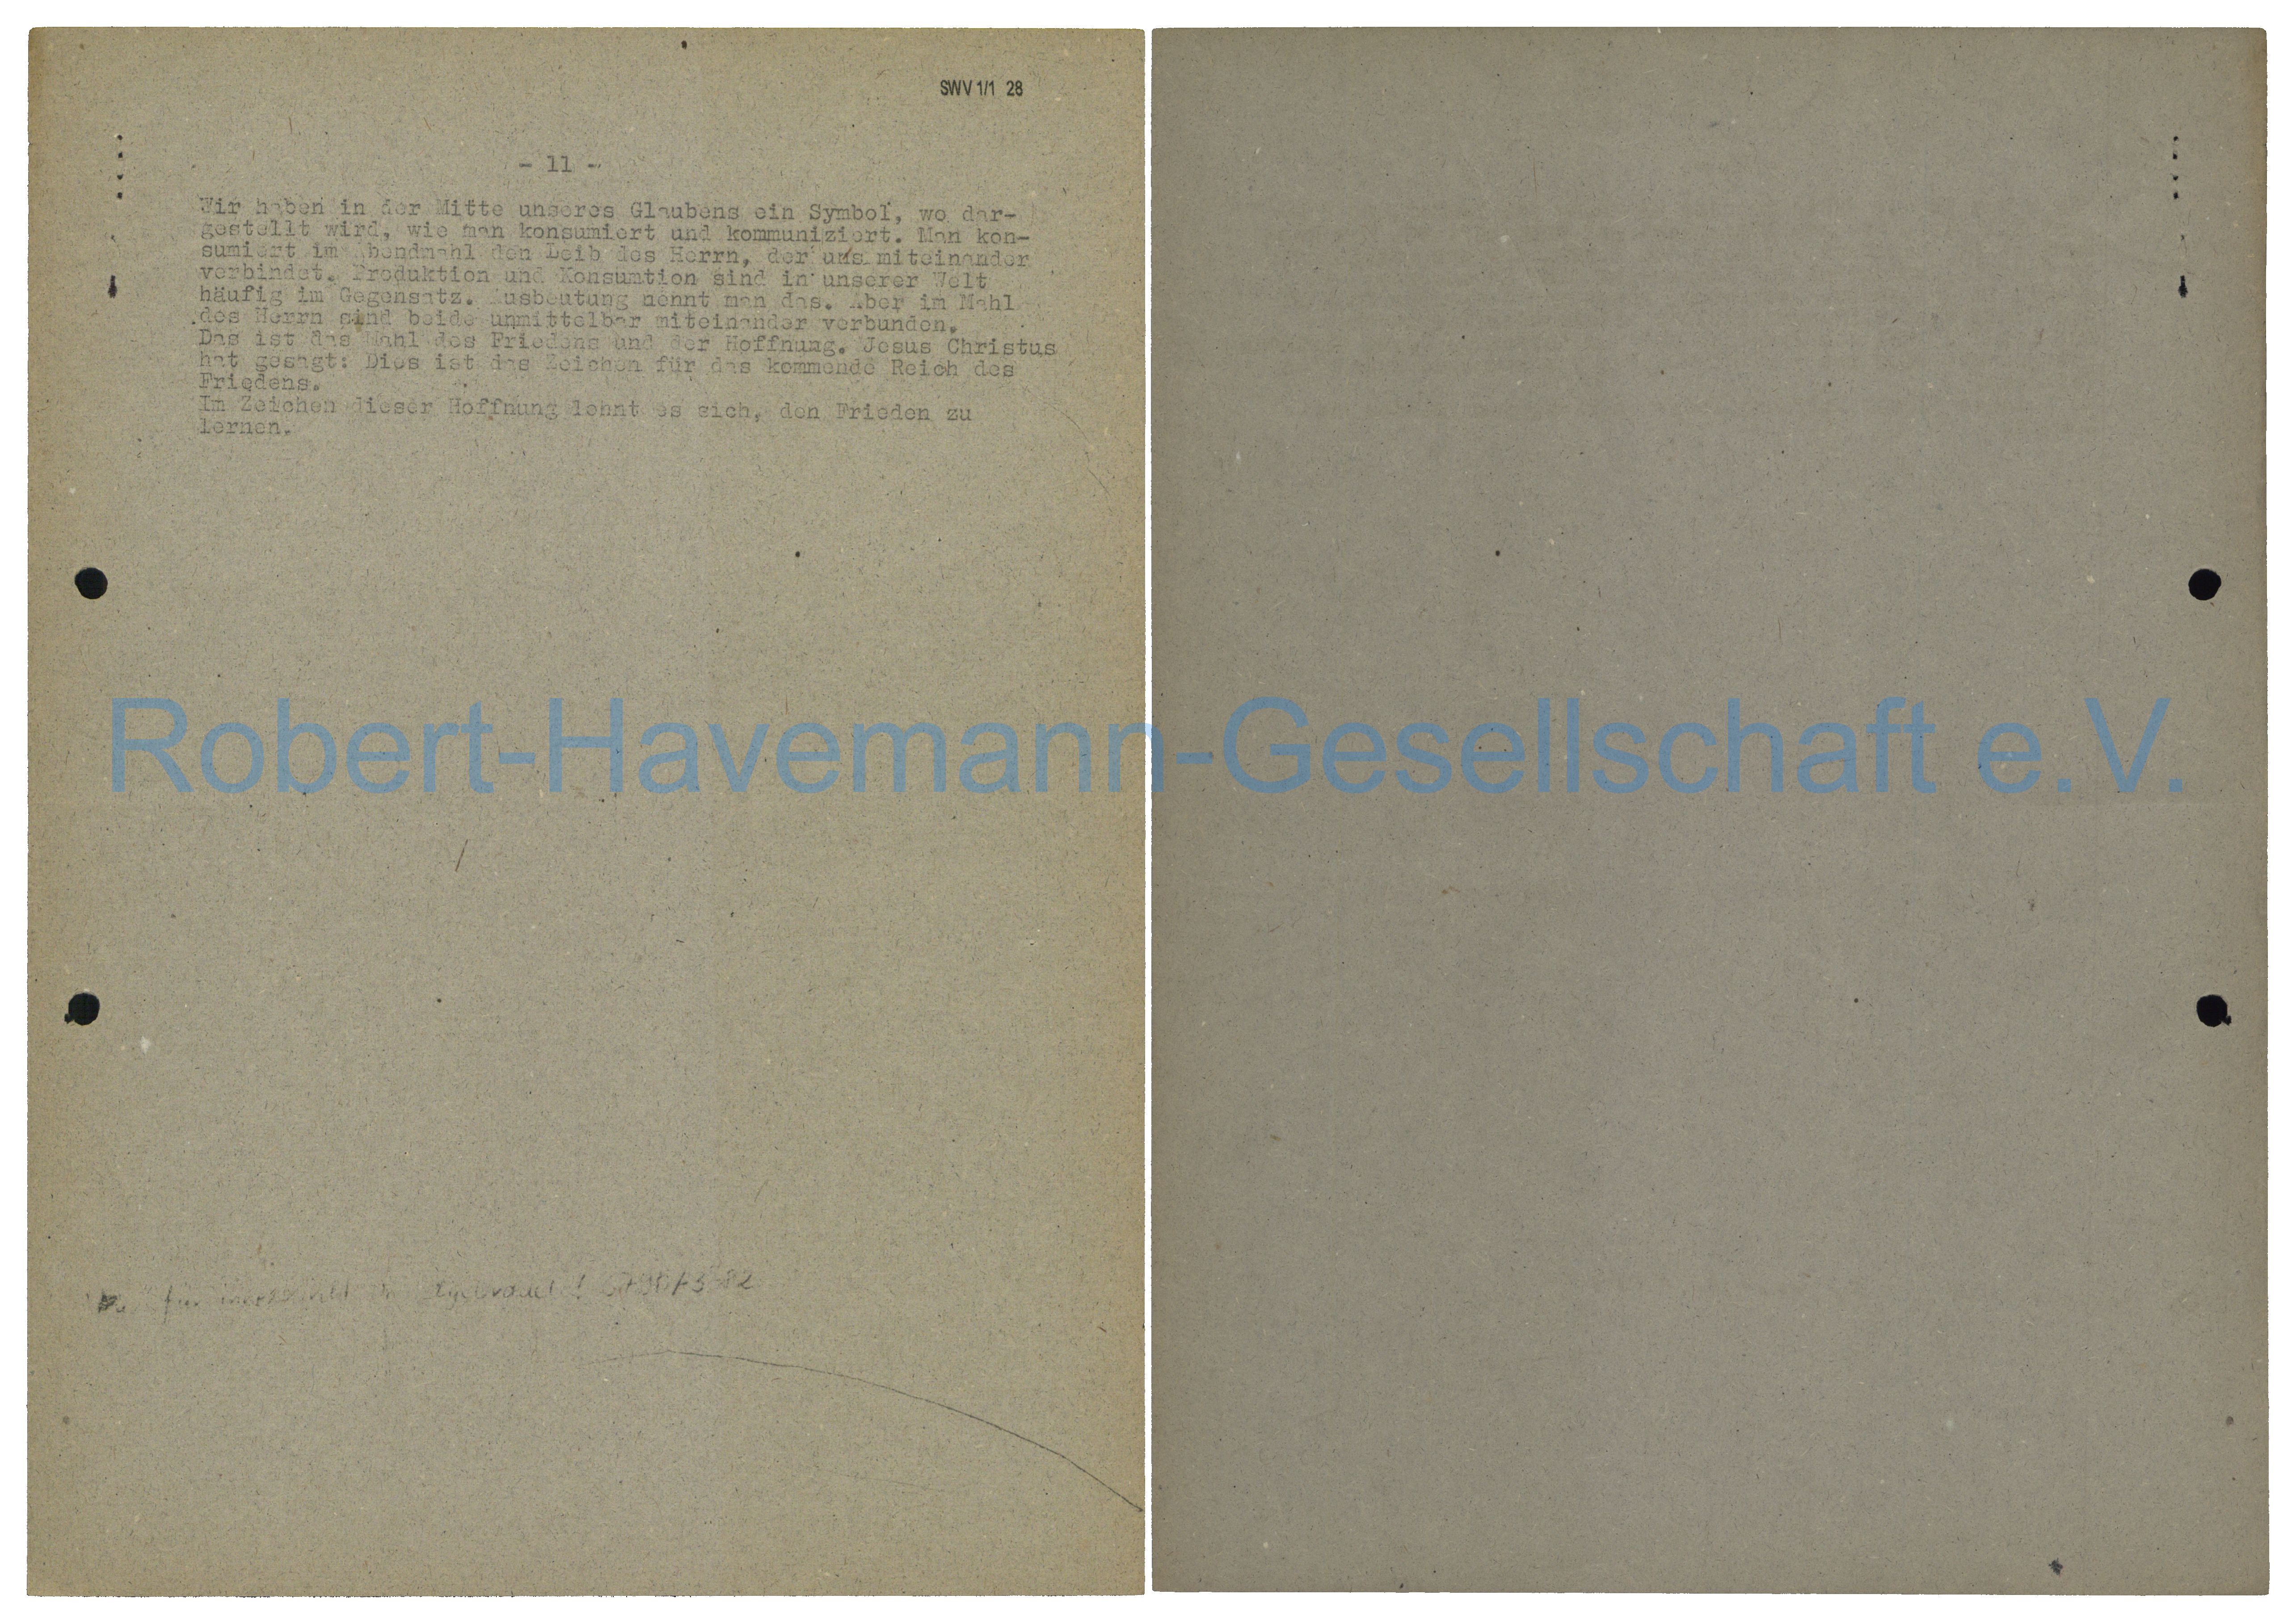 SWV 1/1 28
- 11 -
Wir haben in der Mitte unseres Glaubens ein Symbol, wo dar-
gestellt wird, wie man konsumiert und kommuniziert. Man kon-
sumiert im Abendmahl den Leib des Herrn, der uns miteinander
verbindet. Produktion und Konsumtion sind in unserer Welt
häufig im Gegensatz. Ausbeutung nennt man das. Aber im Mahl
des Herrn sind beide unmittelbar miteinander verbunden.
Das ist das Mahl des Friedens und der Hoffnung. Jesus Christus
hat gesagt: Dies ist das Zeichen für das kommende Reich des
Friedens.
Im Zeichen dieser Hoffnung lohnt es sich, den Frieden zu
lernen.
Robert-Havemann-Gesellschaft e.V.
für